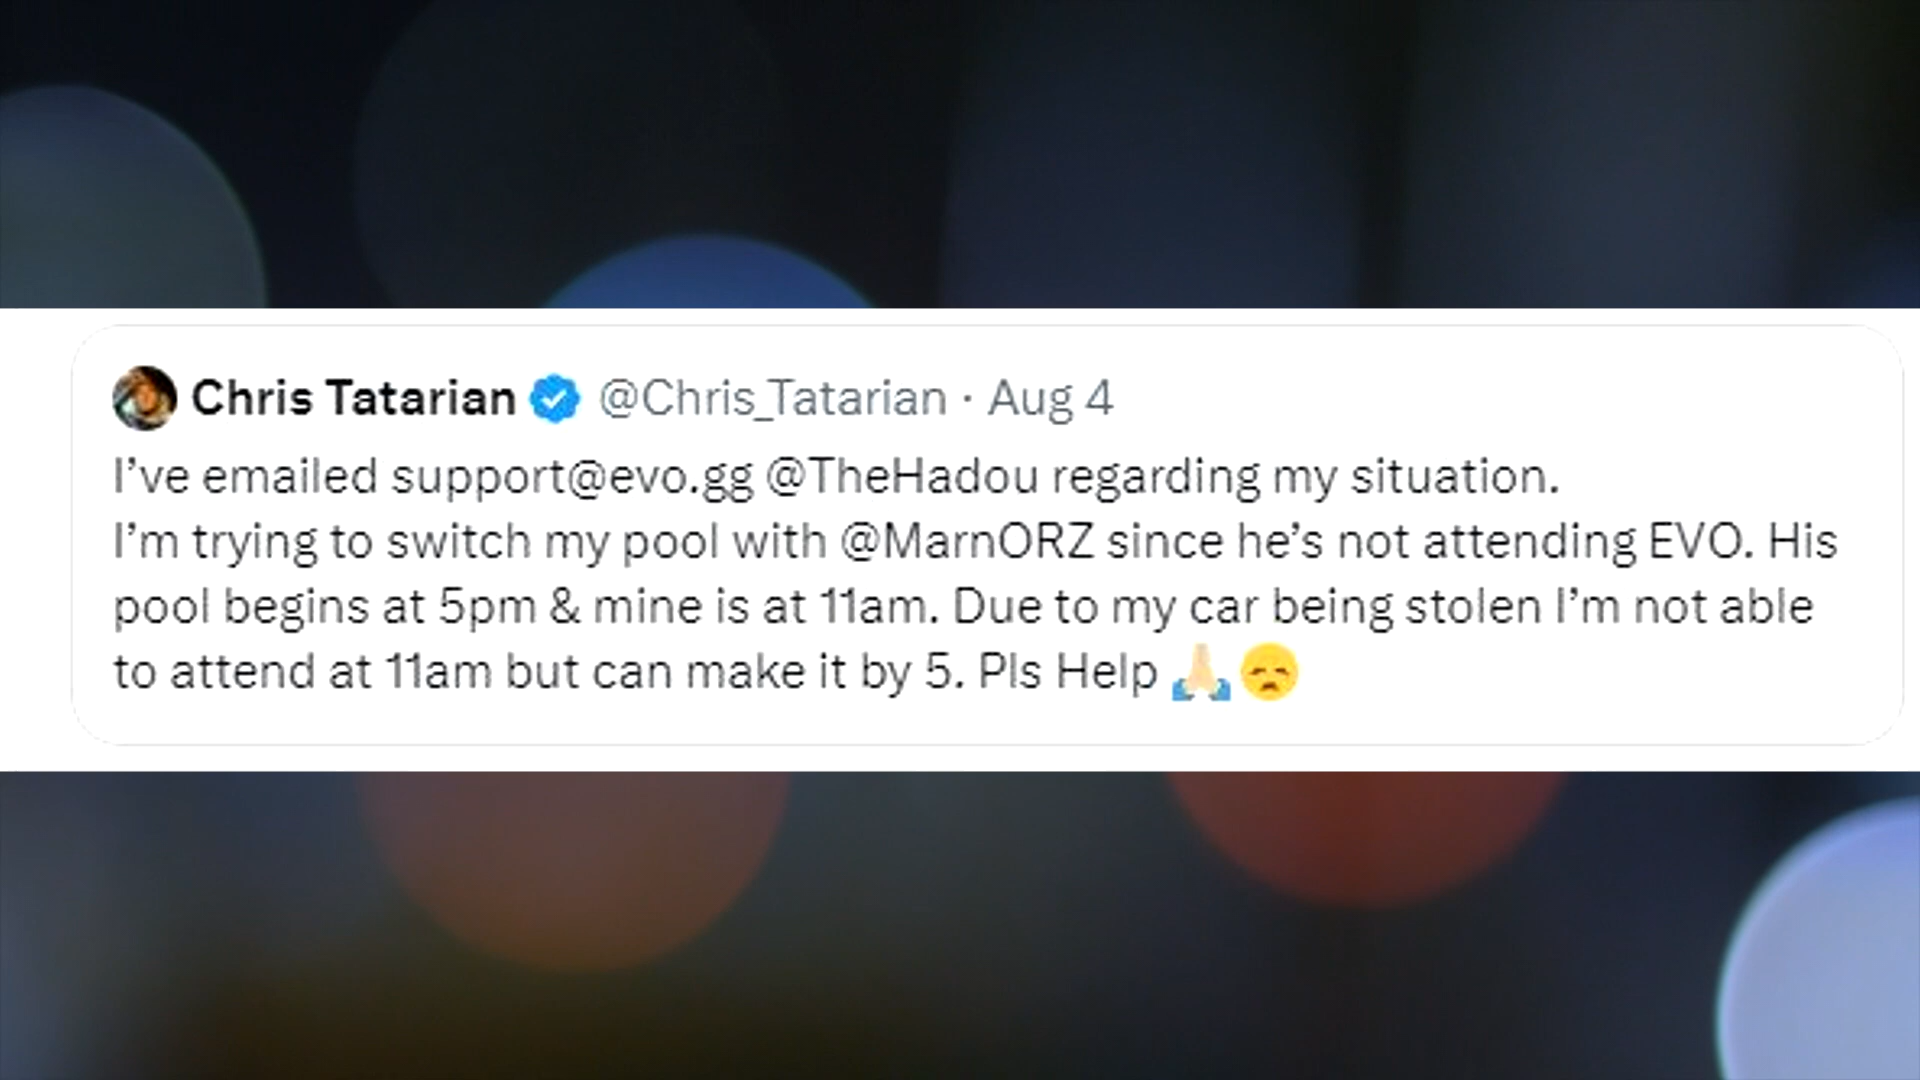 Chris Tatarian @Chris_Tatarian · Aug 4
I’ve emailed support@evo.gg @TheHadou regarding my situation.
I’m trying to switch my pool with @MarnORZ since he’s not attending EVO. His
pool begins at 5pm & mine is at 11am. Due to my car being stolen I’m not able
to attend at 11am but can make it by 5. Pls Help 🙏🏻😞